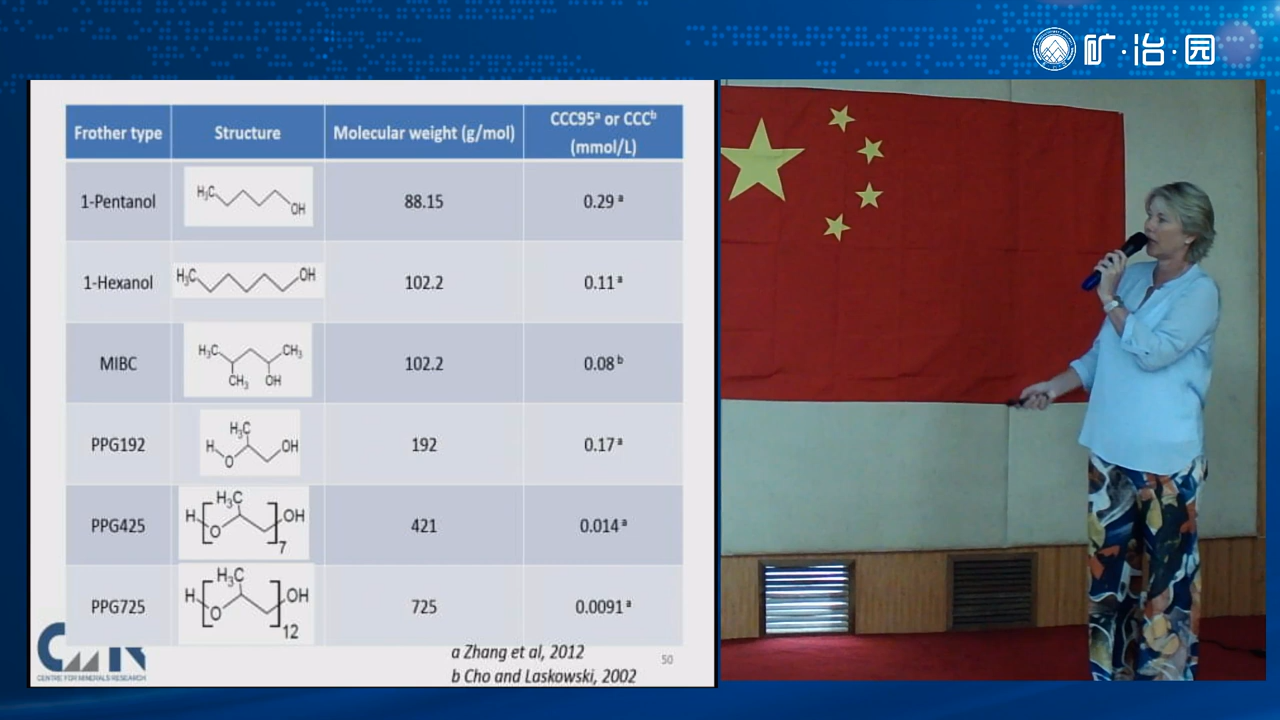 矿·冶·园
Frother type
Structure
Molecular weight (g/mol)
CCC95ᵃ or CCCᵇ
(mmol/L)
1-Pentanol
H₃C
OH
88.15
0.29 ᵃ
1-Hexanol
H₃C
OH
102.2
0.11 ᵃ
MIBC
H₃C
CH₃
CH₃
OH
102.2
0.08 ᵇ
PPG192
H₃C
H
O
OH
192
0.17 ᵃ
PPG425
H₃C
H
O
OH
7
421
0.014 ᵃ
PPG725
H₃C
H
O
OH
12
725
0.0091 ᵃ
CENTRE FOR MINERALS RESEARCH
a Zhang et al, 2012
b Cho and Laskowski, 2002
50